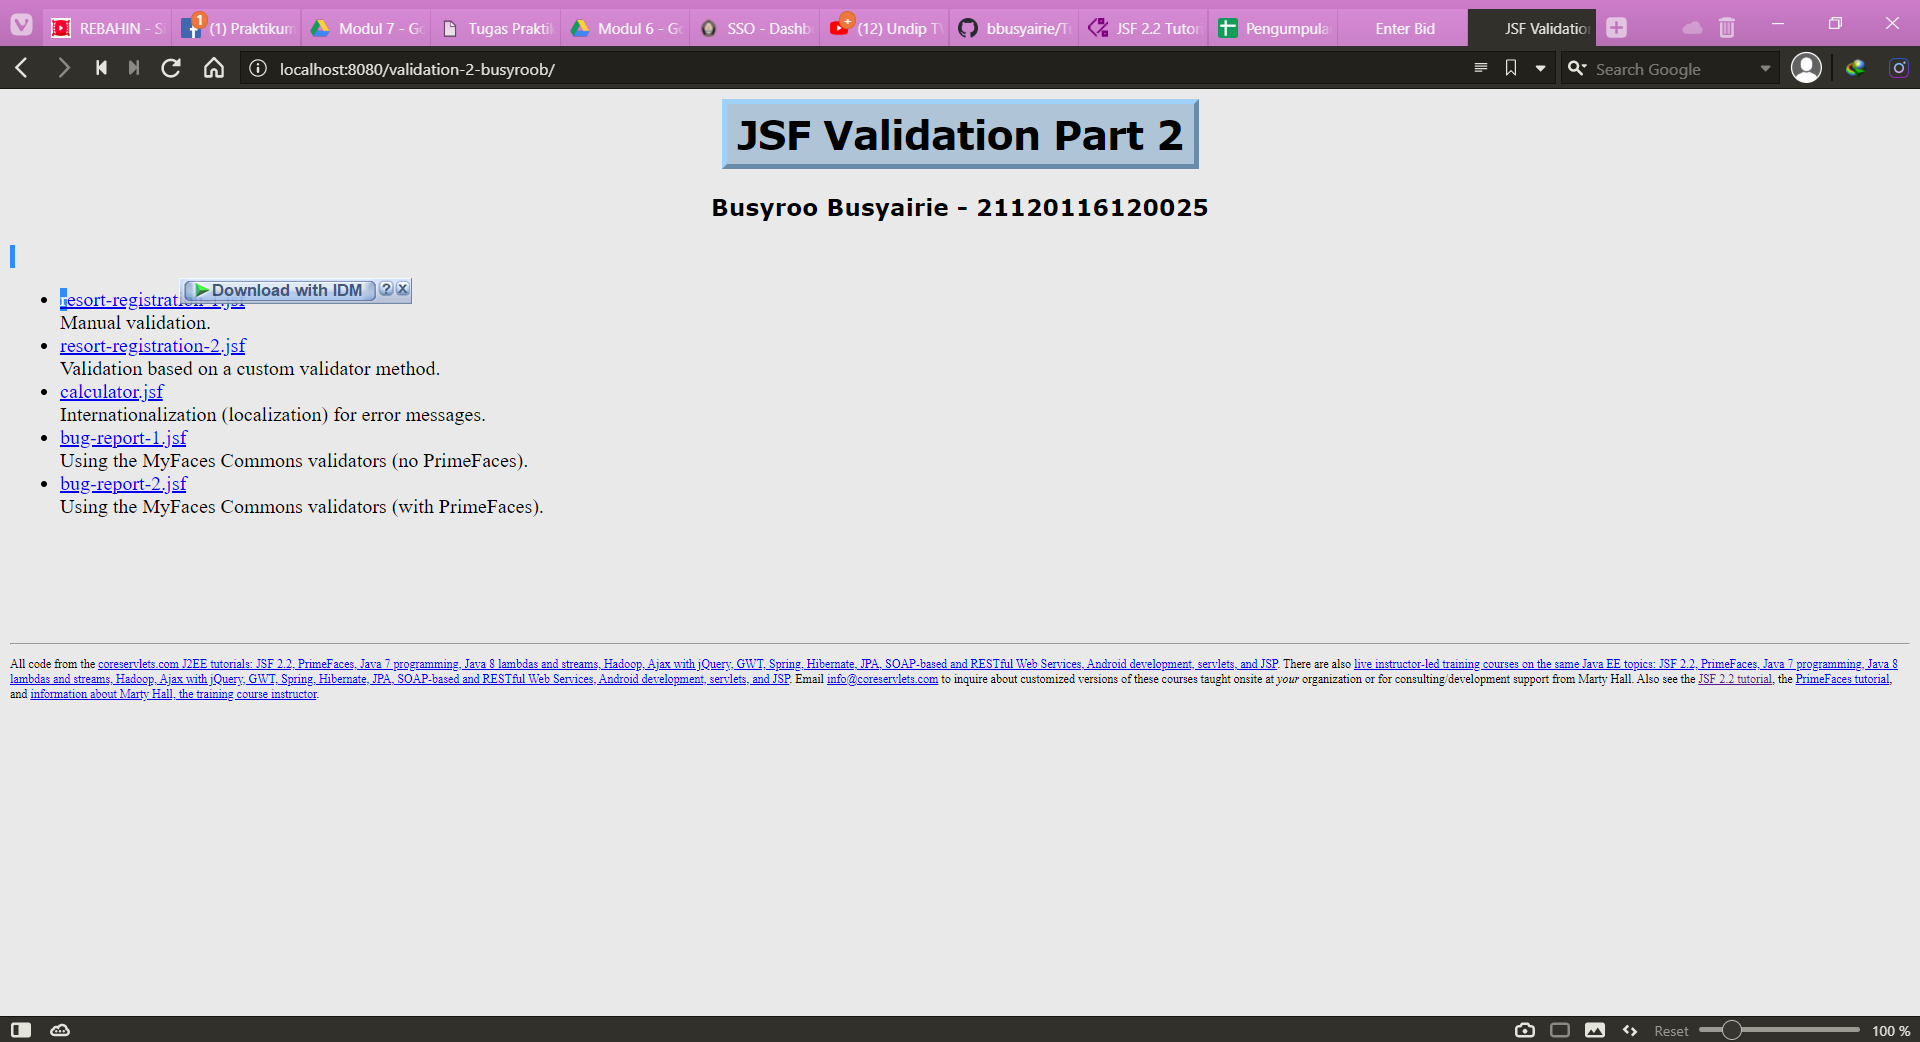 REBAHIN - S
1
(1) Praktikum
Modul 7 - Go
Tugas Prakti
Modul 6 - Go
SSO - Dashb
(12) Undip T
bbusyairie/T
JSF 2.2 Tutor
Pengumpula
Enter Bid
JSF Validatio
localhost:8080/validation-2-busyroob/
Search Google
JSF Validation Part 2
Busyroo Busyairie - 21120116120025
Download with IDM
resort-registration-1.jsf
Manual validation.
resort-registration-2.jsf
Validation based on a custom validator method.
calculator.jsf
Internationalization (localization) for error messages.
bug-report-1.jsf
Using the MyFaces Commons validators (no PrimeFaces).
bug-report-2.jsf
Using the MyFaces Commons validators (with PrimeFaces).
All code from the coreservlets.com J2EE tutorials: JSF 2.2, PrimeFaces, Java 7 programming, Java 8 lambdas and streams, Hadoop, Ajax with jQuery, GWT, Spring, Hibernate, JPA, SOAP-based and RESTful Web Services, Android development, servlets, and JSP. There are also live instructor-led training courses on the same Java EE topics: JSF 2.2, PrimeFaces, Java 7 programming, Java 8
lambdas and streams, Hadoop, Ajax with jQuery, GWT, Spring, Hibernate, JPA, SOAP-based and RESTful Web Services, Android development, servlets, and JSP. Email info@coreservlets.com to inquire about customized versions of these courses taught onsite at your organization or for consulting/development support from Marty Hall. Also see the JSF 2.2 tutorial, the PrimeFaces tutorial,
and information about Marty Hall, the training course instructor.
Reset
100 %